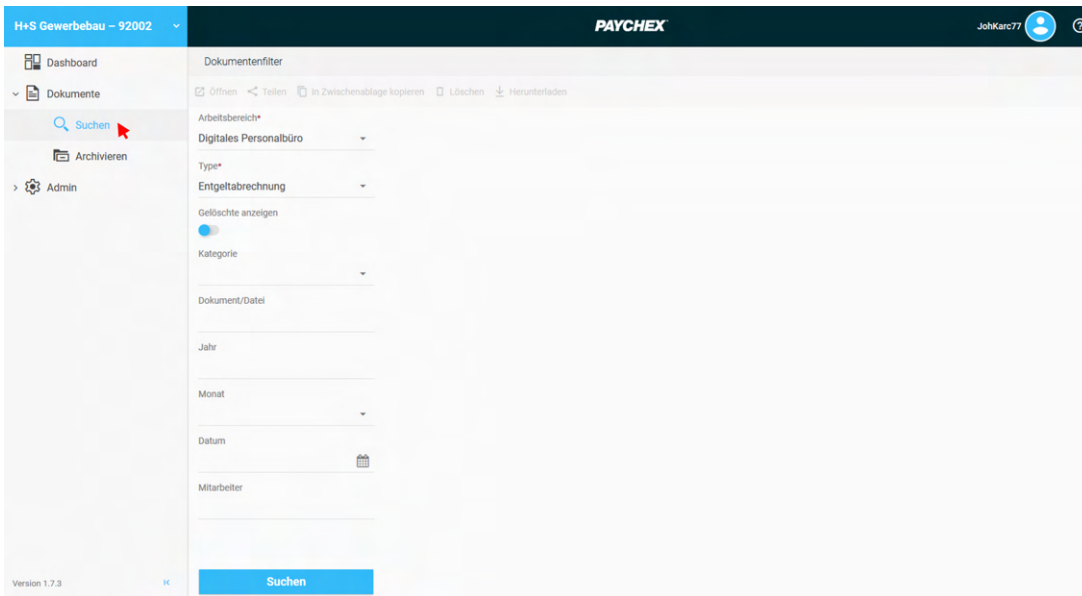 H+S Gewerbebau – 92002
PAYCHEX
JohKarc77
Dashboard
Dokumente
Suchen
Archivieren
Admin
Dokumentenfilter
Öffnen Teilen In Zwischenablage kopieren Löschen Herunterladen
Arbeitsbereich*
Digitales Personalbüro
Type*
Entgeltabrechnung
Gelöschte anzeigen
Kategorie
Dokument/Datei
Jahr
Monat
Datum
Mitarbeiter
Suchen
Version 1.7.3